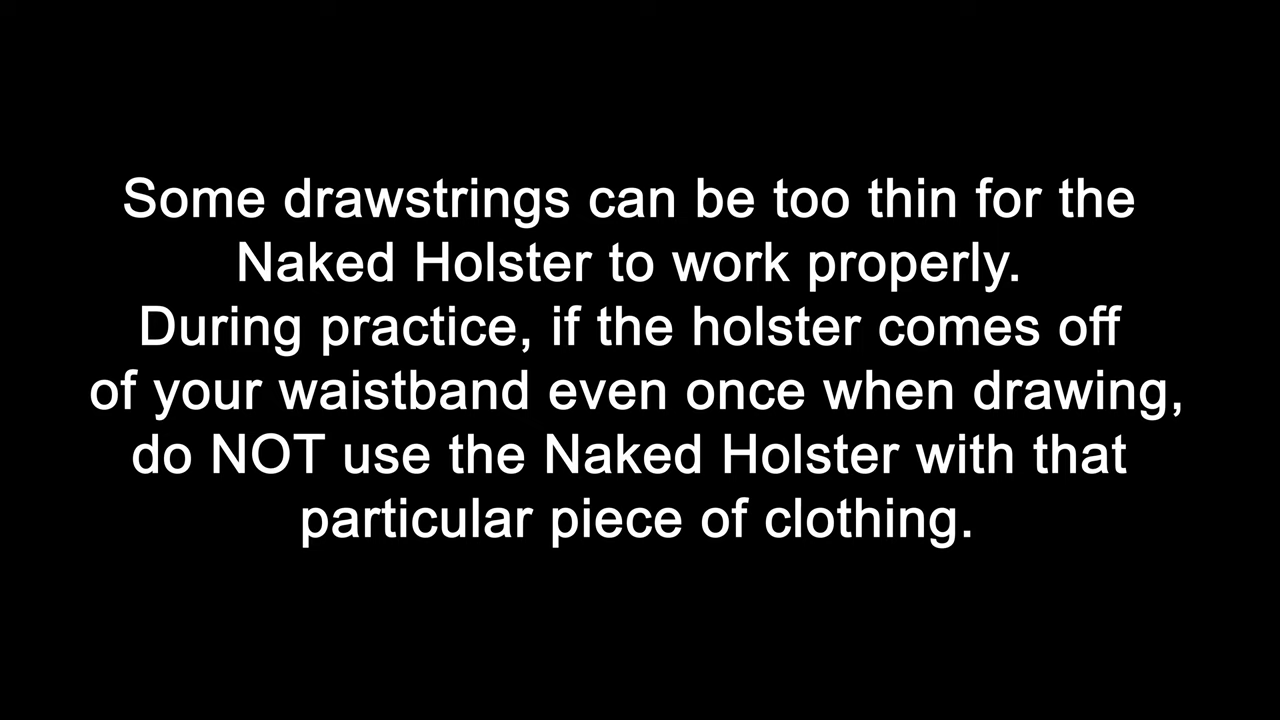 Some drawstrings can be too thin for the
Naked Holster to work properly.
During practice, if the holster comes off
of your waistband even once when drawing,
do NOT use the Naked Holster with that
particular piece of clothing.